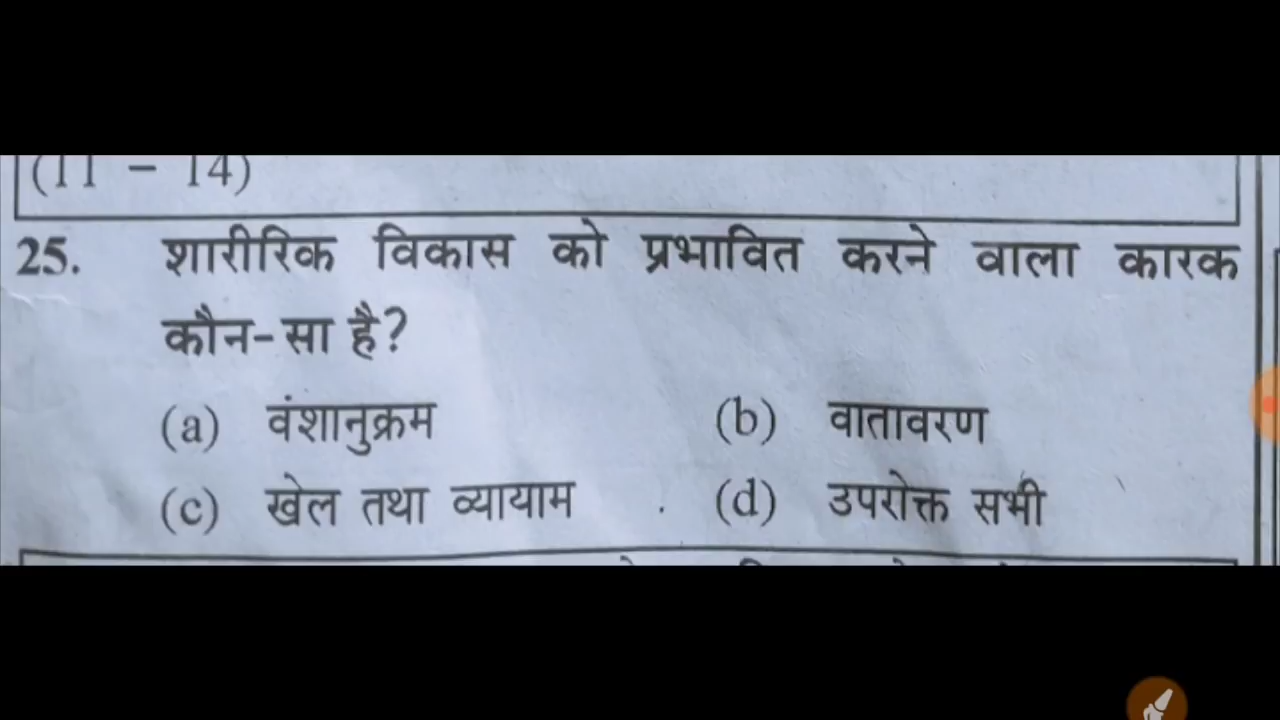 (11 - 14)
25. शारीरिक विकास को प्रभावित करने वाला कारक
कौन-सा है?
(a) वंशानुक्रम (b) वातावरण
(c) खेल तथा व्यायाम (d) उपरोक्त सभी